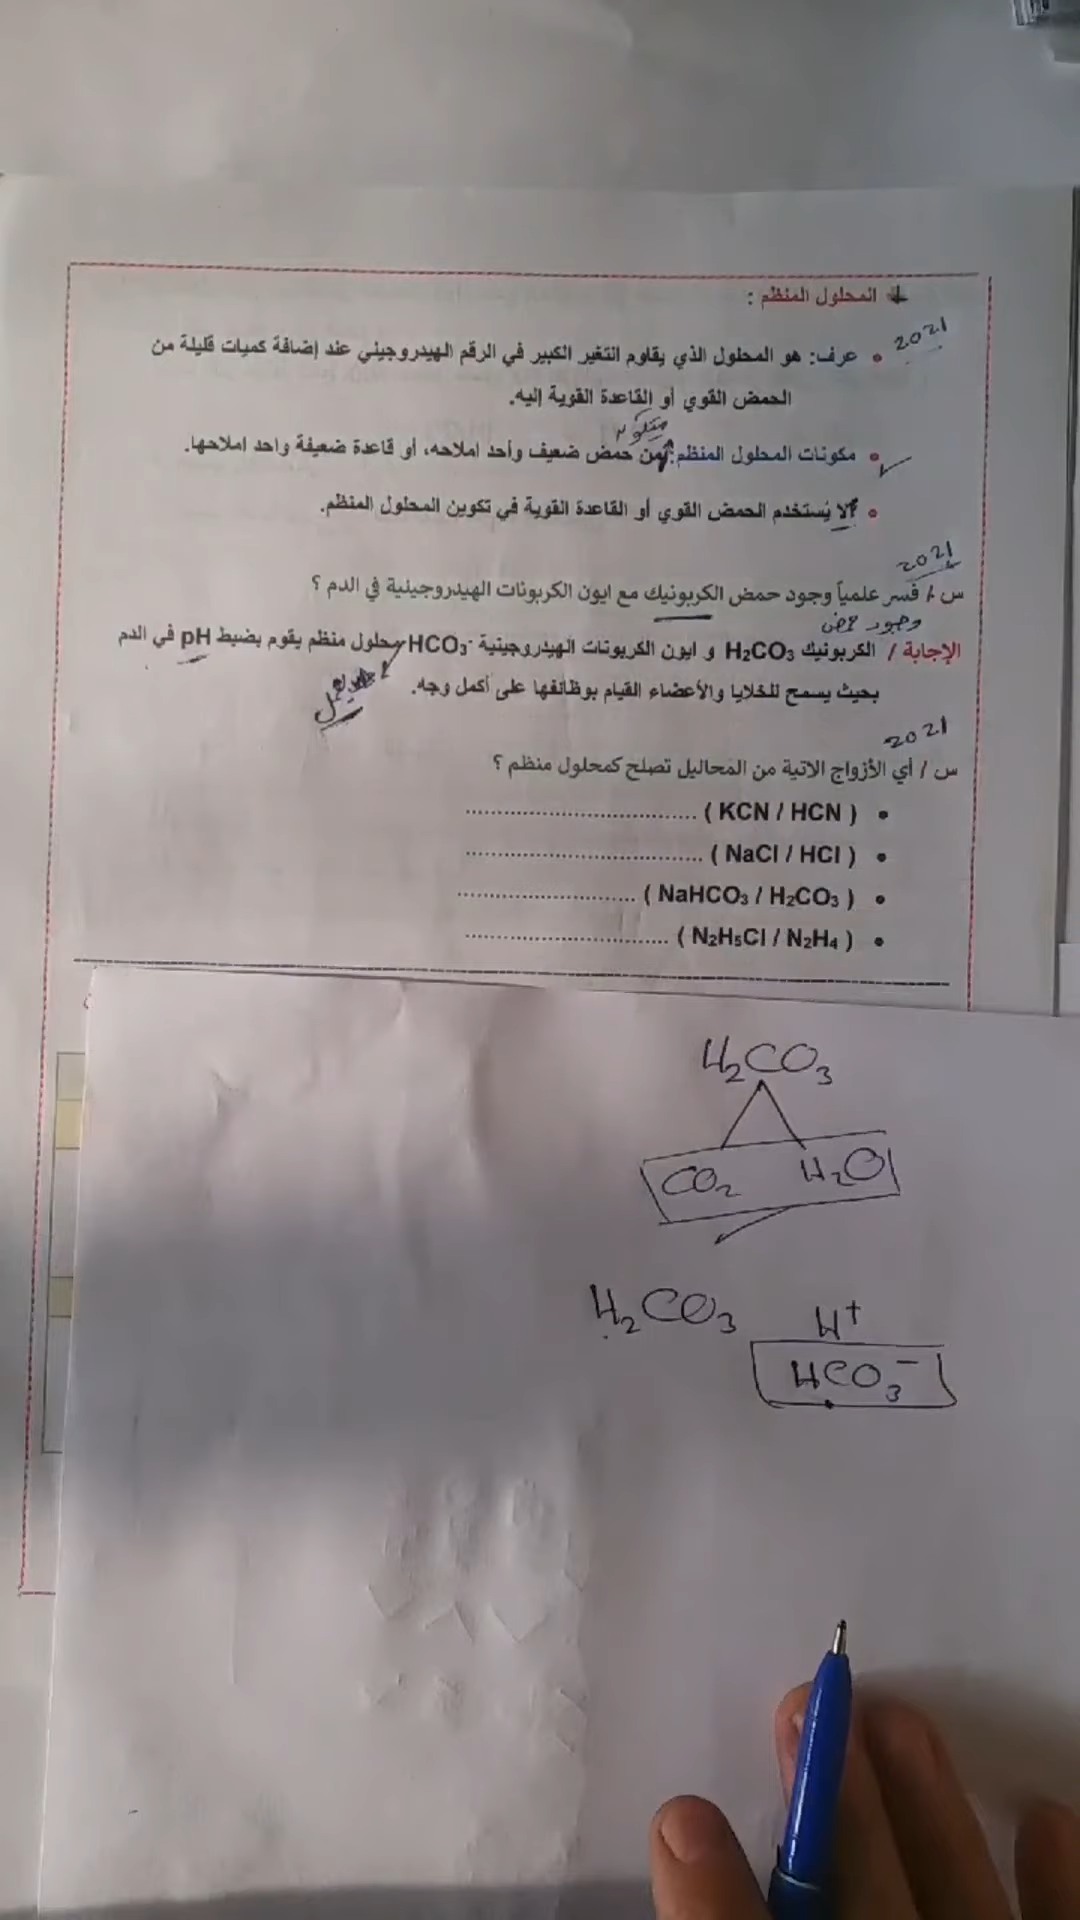 المحلول المنظم :
2021
عرف: هو المحلول الذي يقاوم التغير الكبير في الرقم الهيدروجيني عند إضافة كميات قليلة من
الحمض القوي أو القاعدة القوية إليه.
مكونات المحلول المنظم: من حمض ضعيف وأحد املاحه، أو قاعدة ضعيفة واحد املاحها.
لا يُستخدم الحمض القوي أو القاعدة القوية في تكوين المحلول المنظم.
2021
س / فسر علمياً وجود حمض الكربونيك مع ايون الكربونات الهيدروجينية في الدم ؟
وجود حمض
الإجابة / الكربونيك H₂CO₃ و ايون الكربونات الهيدروجينية HCO₃⁻ محلول منظم يقوم بضبط pH في الدم
بحيث يسمح للخلايا والأعضاء القيام بوظائفها على أكمل وجه.
2021
س / أي الأزواج الاتية من المحاليل تصلح كمحلول منظم ؟
( KCN / HCN ) ..................................
( NaCl / HCl ) ..................................
( NaHCO₃ / H₂CO₃ ) ..........................
( N₂H₅Cl / N₂H₄ ) .............................
H₂CO₃
CO₂ H₂O
H₂CO₃ H⁺
HCO₃⁻